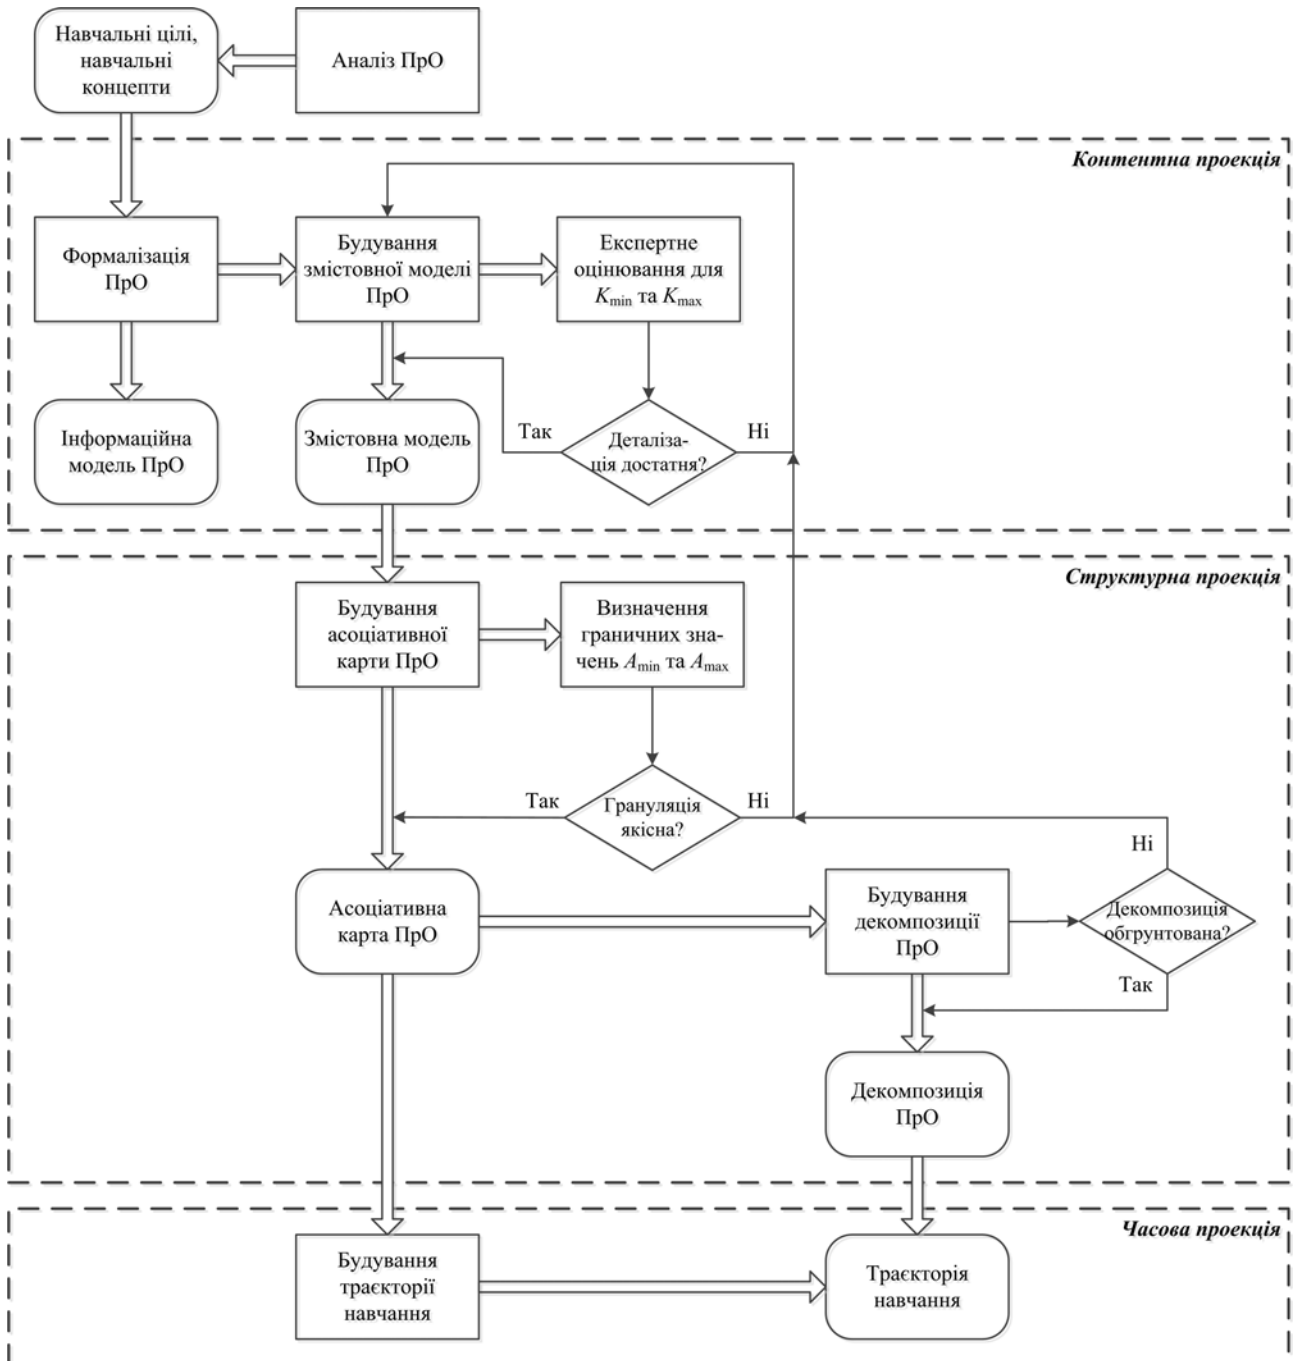 Навчальні цілі,
навчальні
концепти
Аналіз ПрО
Контентна проекція
Формалізація
ПрО
Будування
змістовної моделі
ПрО
Експертне
оцінювання для
Kmin та Kmax
Інформаційна
модель ПрО
Змістовна модель
ПрО
Так
Деталіза-
ція достатня?
Ні
Структурна проекція
Будування
асоціативної
карти ПрО
Визначення
граничних зна-
чень Amin та Amax
Так
Грануляція
якісна?
Ні
Ні
Асоціативна
карта ПрО
Будування
декомпозиції
ПрО
Декомпозиція
обгрунтована?
Так
Декомпозиція
ПрО
Часова проекція
Будування
траєкторії
навчання
Траєкторія
навчання